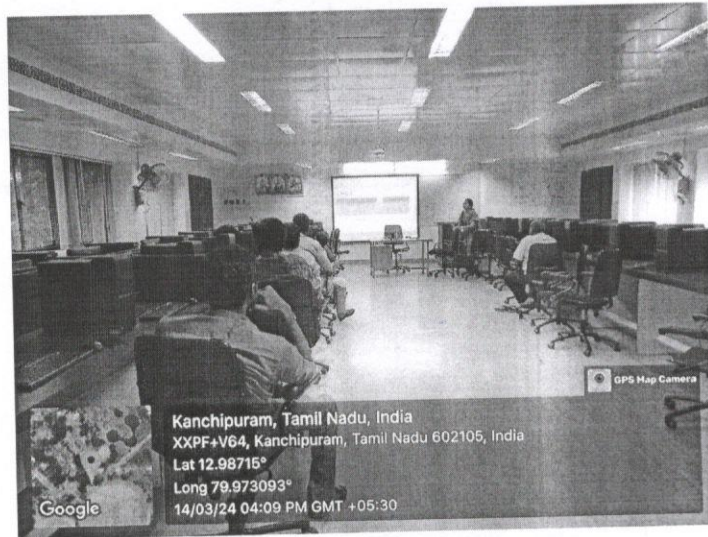 GPS Map Camera
Kanchipuram, Tamil Nadu, India
XXPF+V64, Kanchipuram, Tamil Nadu 602105, India
Lat 12.98715°
Long 79.973093°
14/03/24 04:09 PM GMT +05:30
Google